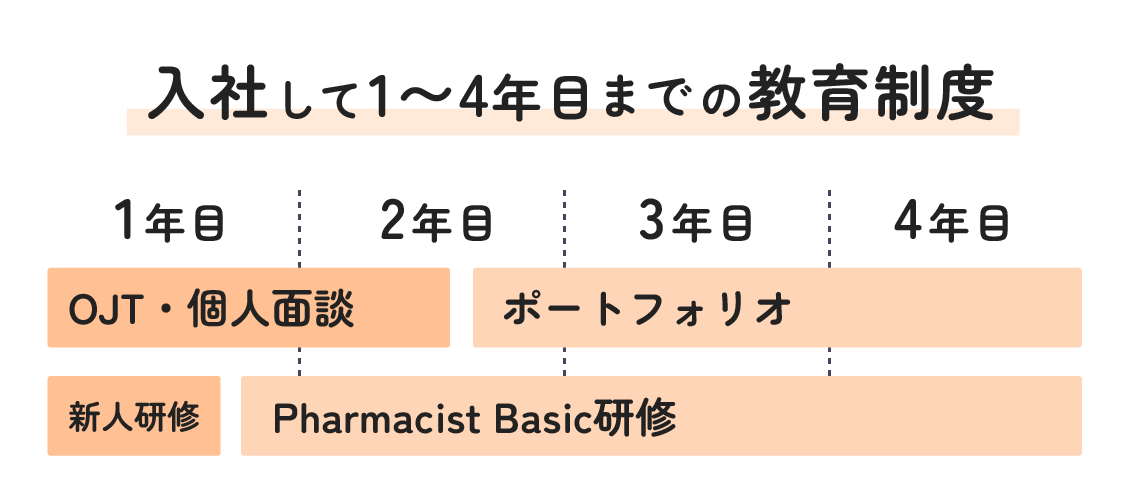 入社して1〜4年目までの教育制度
1年目 2年目 3年目 4年目
OJT・個人面談 ポートフォリオ
新人研修 Pharmacist Basic研修